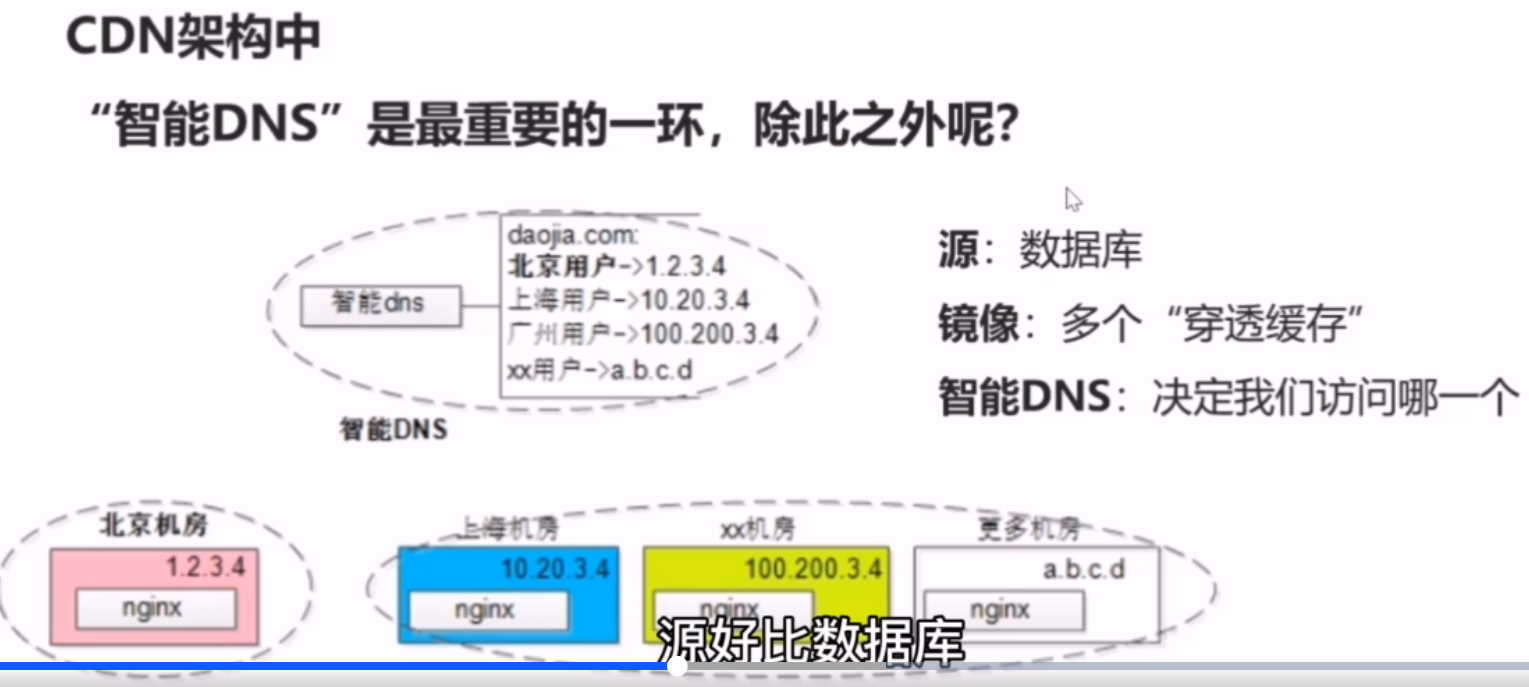 CDN架构中
“智能DNS”是最重要的一环，除此之外呢？
daojia.com:
北京用户->1.2.3.4
智能dns
上海用户->10.20.3.4
广州用户->100.200.3.4
xx用户->a.b.c.d
智能DNS
源：数据库
镜像：多个“穿透缓存”
智能DNS：决定我们访问哪一个
北京机房
1.2.3.4
nginx
上海机房
10.20.3.4
nginx
xx机房
100.200.3.4
nginx
更多机房
a.b.c.d
nginx
源好比数据库